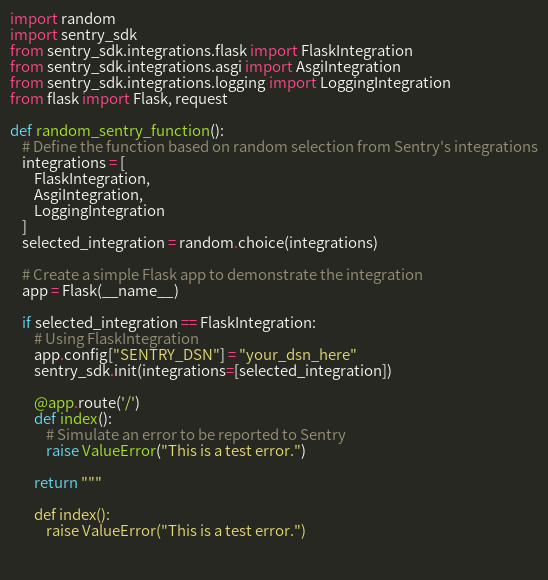 import random
import sentry_sdk
from sentry_sdk.integrations.flask import FlaskIntegration
from sentry_sdk.integrations.asgi import AsgiIntegration
from sentry_sdk.integrations.logging import LoggingIntegration
from flask import Flask, request

def random_sentry_function():
    # Define the function based on random selection from Sentry's integrations
    integrations = [
        FlaskIntegration,
        AsgiIntegration,
        LoggingIntegration
    ]
    selected_integration = random.choice(integrations)

    # Create a simple Flask app to demonstrate the integration
    app = Flask(__name__)

    if selected_integration == FlaskIntegration:
        # Using FlaskIntegration
        app.config["SENTRY_DSN"] = "your_dsn_here"
        sentry_sdk.init(integrations=[selected_integration])

        @app.route('/')
        def index():
            # Simulate an error to be reported to Sentry
            raise ValueError("This is a test error.")

        return """

        def index():
            raise ValueError("This is a test error.")